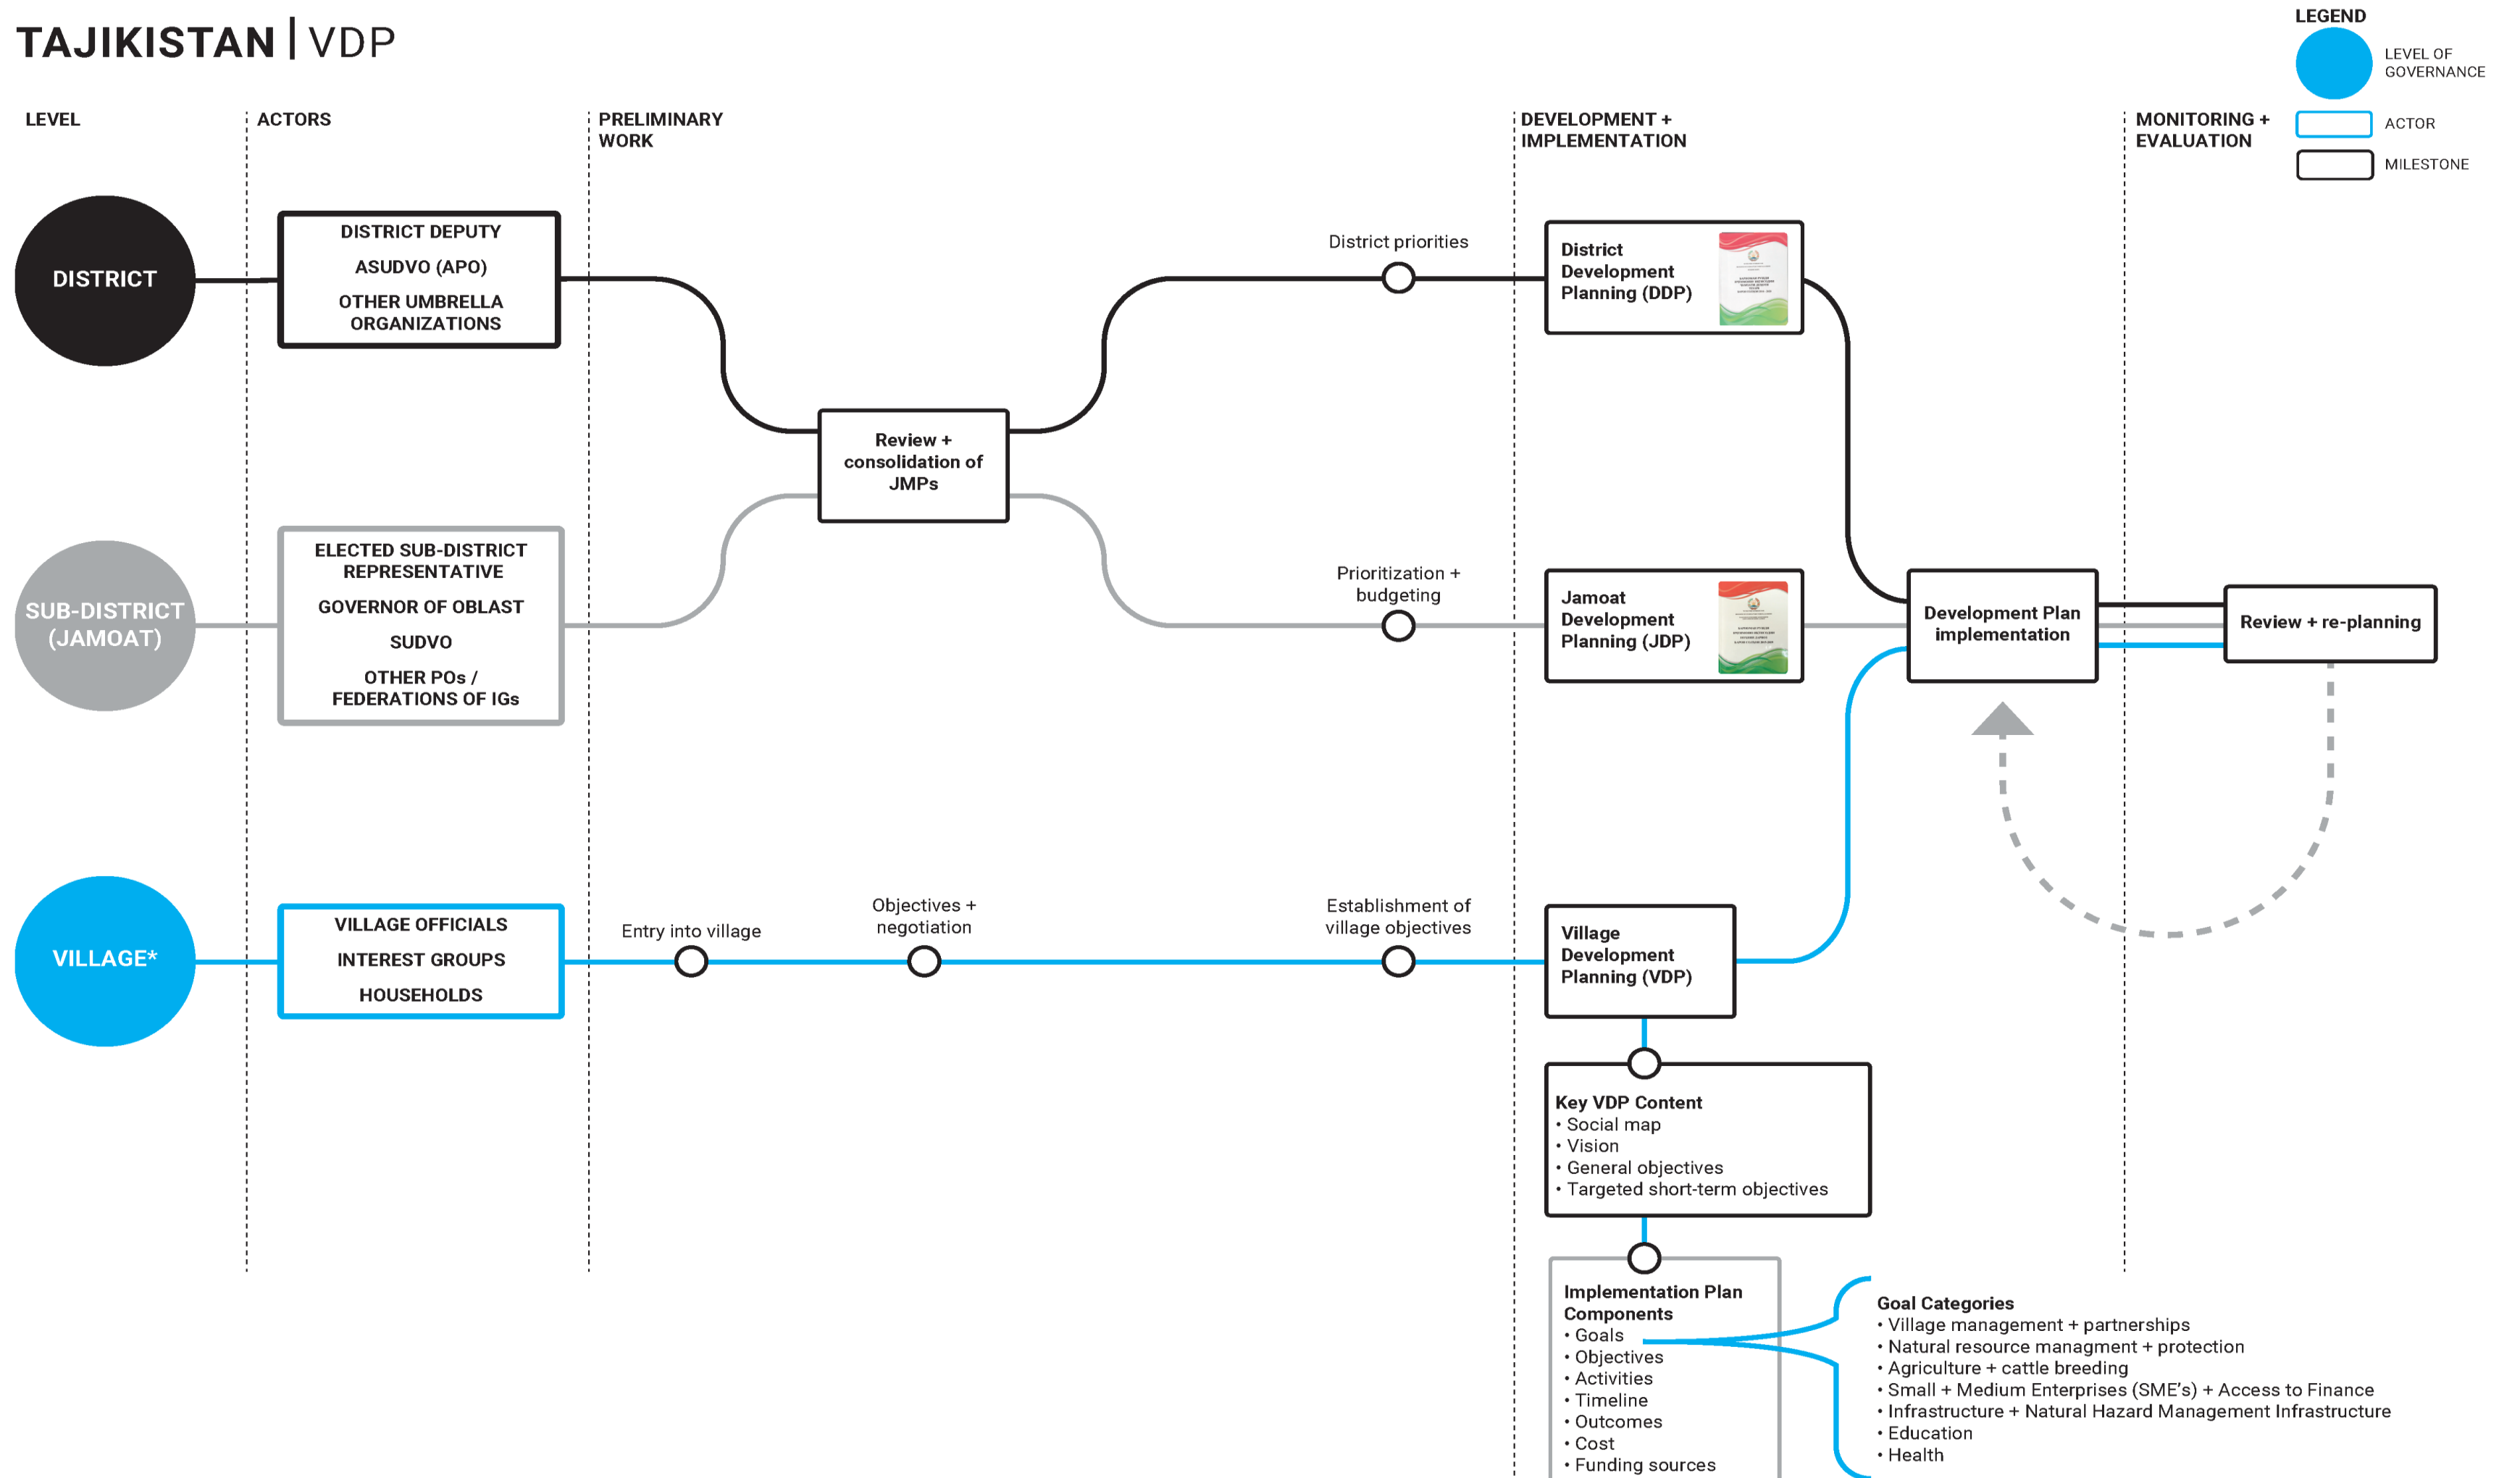 TAJIKISTAN | VDP
LEGEND
LEVEL OF
GOVERNANCE
ACTOR
MILESTONE
LEVEL
ACTORS
PRELIMINARY
WORK
DEVELOPMENT +
IMPLEMENTATION
MONITORING +
EVALUATION
DISTRICT
DISTRICT DEPUTY
ASUDVO (APO)
OTHER UMBRELLA
ORGANIZATIONS
District priorities
District
Development
Planning (DDP)
Review +
consolidation of
JMPs
SUB-DISTRICT
(JAMOAT)
ELECTED SUB-DISTRICT
REPRESENTATIVE
GOVERNOR OF OBLAST
SUDVO
OTHER POs /
FEDERATIONS OF IGs
Prioritization +
budgeting
Jamoat
Development
Planning (JDP)
Development Plan
implementation
Review + re-planning
VILLAGE*
VILLAGE OFFICIALS
INTEREST GROUPS
HOUSEHOLDS
Entry into village
Objectives +
negotiation
Establishment of
village objectives
Village
Development
Planning (VDP)
Key VDP Content
• Social map
• Vision
• General objectives
• Targeted short-term objectives
Implementation Plan
Components
• Goals
• Objectives
• Activities
• Timeline
• Outcomes
• Cost
• Funding sources
Goal Categories
• Village management + partnerships
• Natural resource managment + protection
• Agriculture + cattle breeding
• Small + Medium Enterprises (SME's) + Access to Finance
• Infrastructure + Natural Hazard Management Infrastructure
• Education
• Health